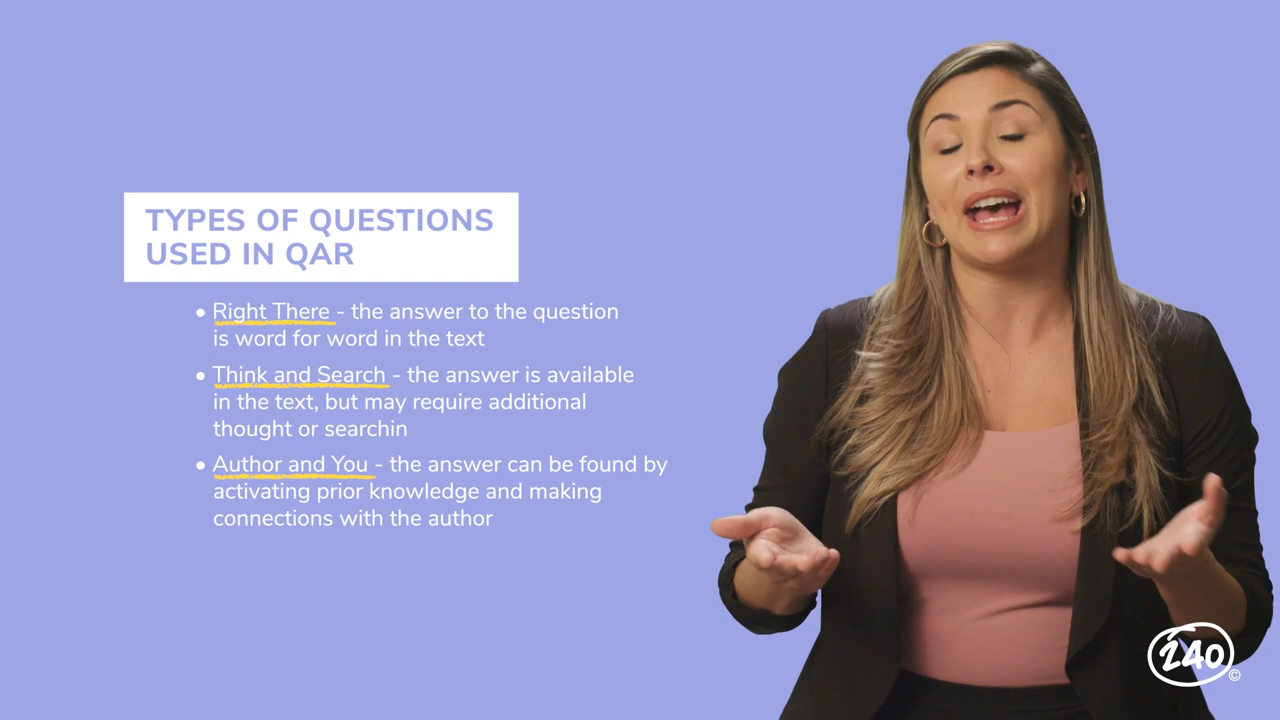 TYPES OF QUESTIONS
USED IN QAR
• Right There - the answer to the question
is word for word in the text
• Think and Search - the answer is available
in the text, but may require additional
thought or searchin
• Author and You - the answer can be found by
activating prior knowledge and making
connections with the author
240
©